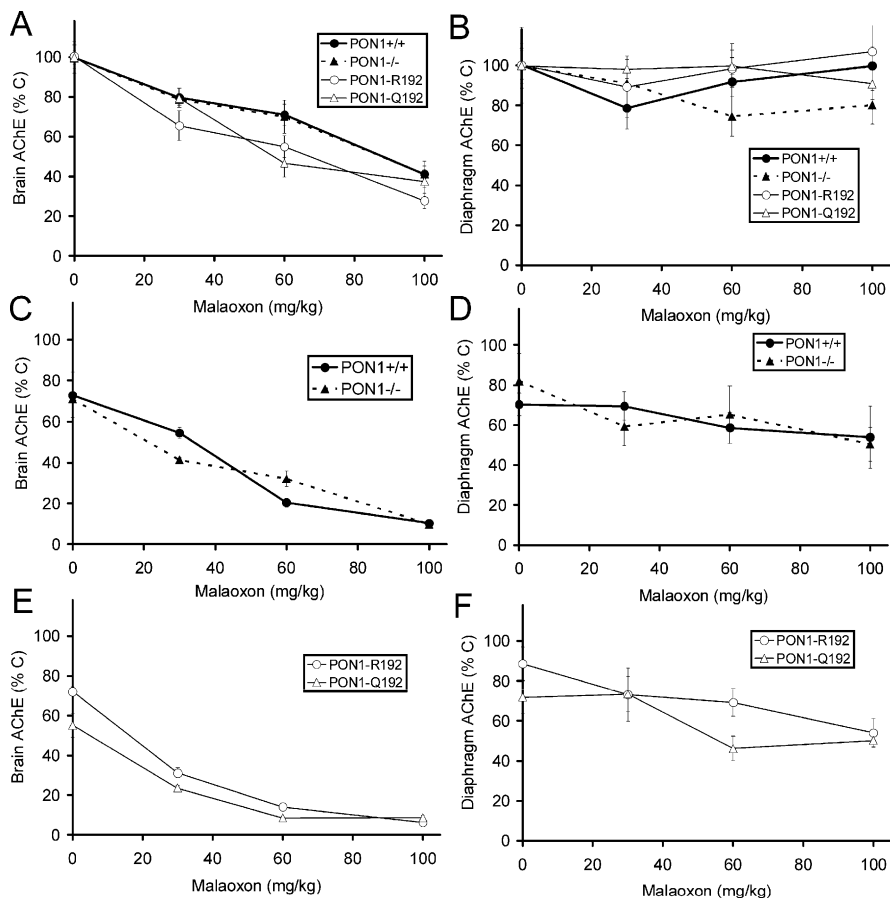 A
Brain AChE (% C)
100
80
60
40
20
0
PON1+/+
PON1-/-
PON1-R192
PON1-Q192
0 20 40 60 80 100
Malaoxon (mg/kg)
B
Diaphragm AChE (% C)
100
80
60
40
20
0
PON1+/+
PON1-/-
PON1-R192
PON1-Q192
0 20 40 60 80 100
Malaoxon (mg/kg)
C
Brain AChE (% C)
100
80
60
40
20
0
PON1+/+
PON1-/-
0 20 40 60 80 100
Malaoxon (mg/kg)
D
Diaphragm AChE (% C)
100
80
60
40
20
0
PON1+/+
PON1-/-
0 20 40 60 80 100
Malaoxon (mg/kg)
E
Brain AChE (% C)
100
80
60
40
20
0
PON1-R192
PON1-Q192
0 20 40 60 80 100
Malaoxon (mg/kg)
F
Diaphragm AChE (% C)
100
80
60
40
20
0
PON1-R192
PON1-Q192
0 20 40 60 80 100
Malaoxon (mg/kg)